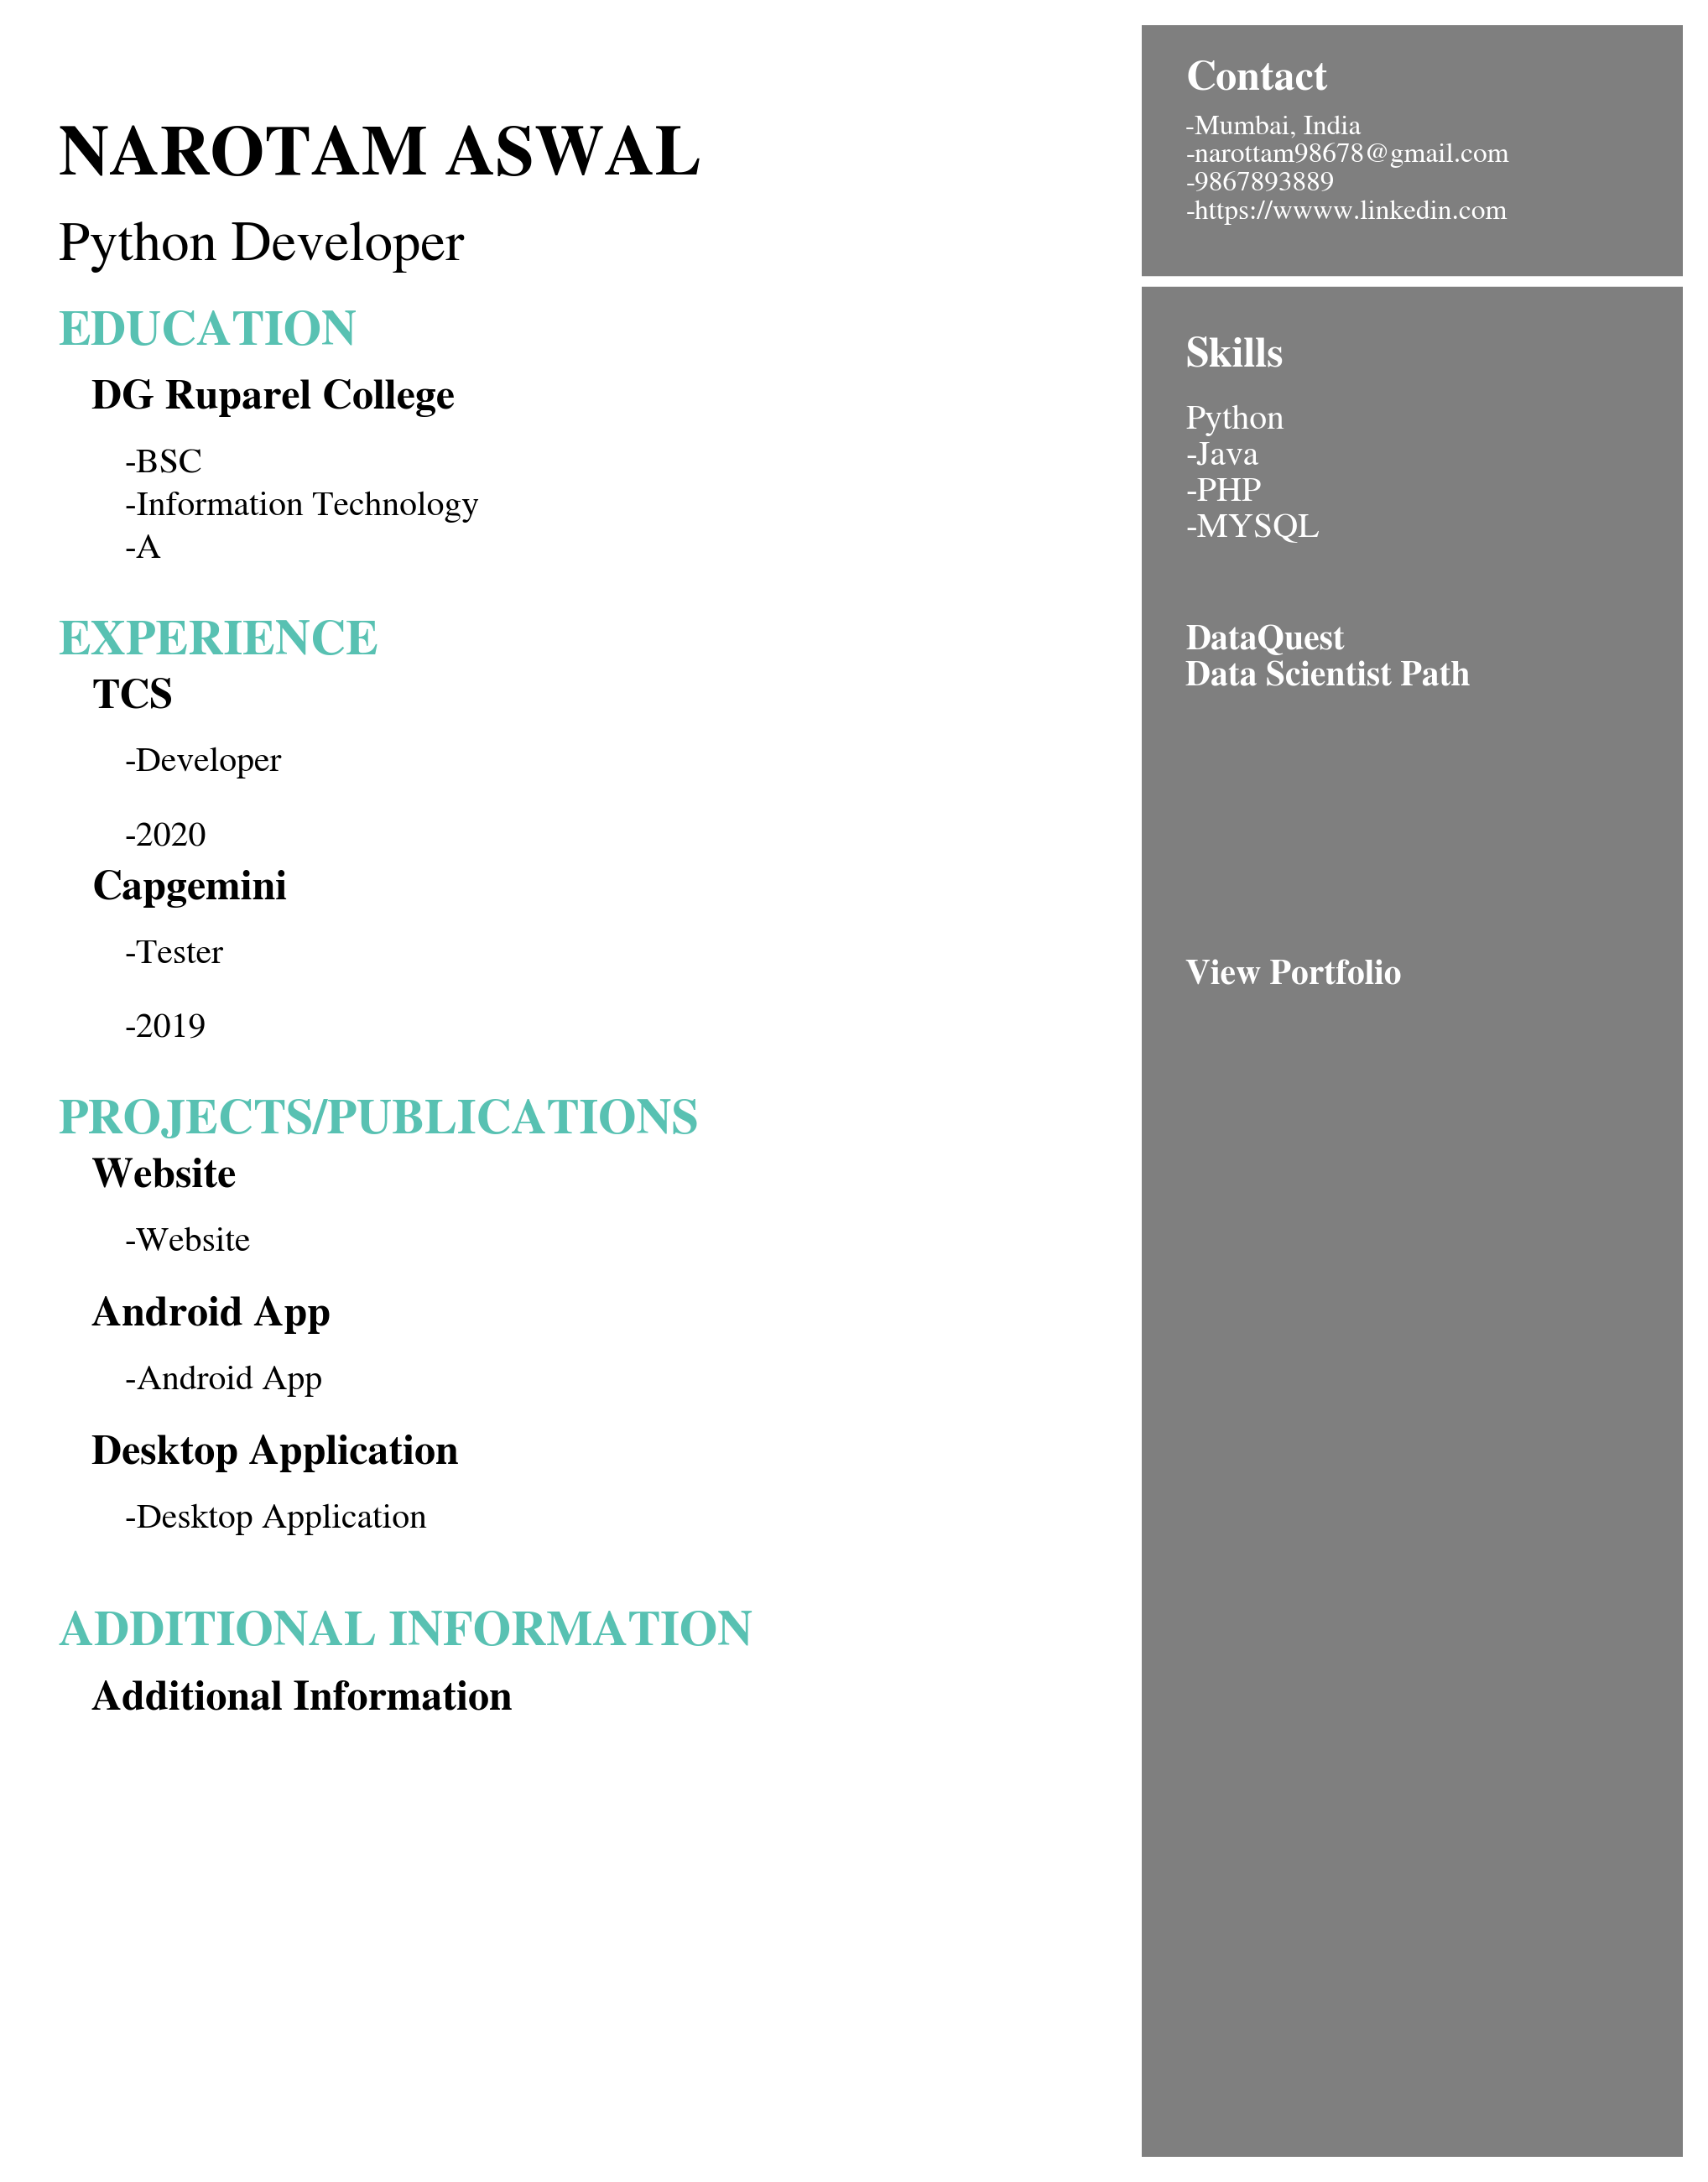 NAROTAM ASWAL
Python Developer
EDUCATION
DG Ruparel College
-BSC
-Information Technology
-A
EXPERIENCE
TCS
-Developer
-2020
Capgemini
-Tester
-2019
PROJECTS/PUBLICATIONS
Website
-Website
Android App
-Android App
Desktop Application
-Desktop Application
ADDITIONAL INFORMATION
Additional Information
Contact
-Mumbai, India
-narottam98678@gmail.com
-9867893889
-https://wwww.linkedin.com
Skills
Python
-Java
-PHP
-MYSQL
DataQuest
Data Scientist Path
View Portfolio